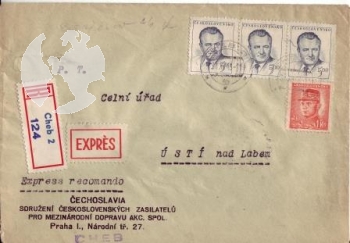 ČESKOSLOVENSKO
P. T.
Celní úřad
Cheb 2
124
EXPRÈS
ÚSTÍ nad Labem
Express recomando
ČECHOSLAVIA
SDRUŽENÍ ČESKOSLOVENSKÝCH ZASILATELŮ
PRO MEZINÁRODNÍ DOPRAVU AKC. SPOL.
Praha I., Národní tř. 27.
CHEB